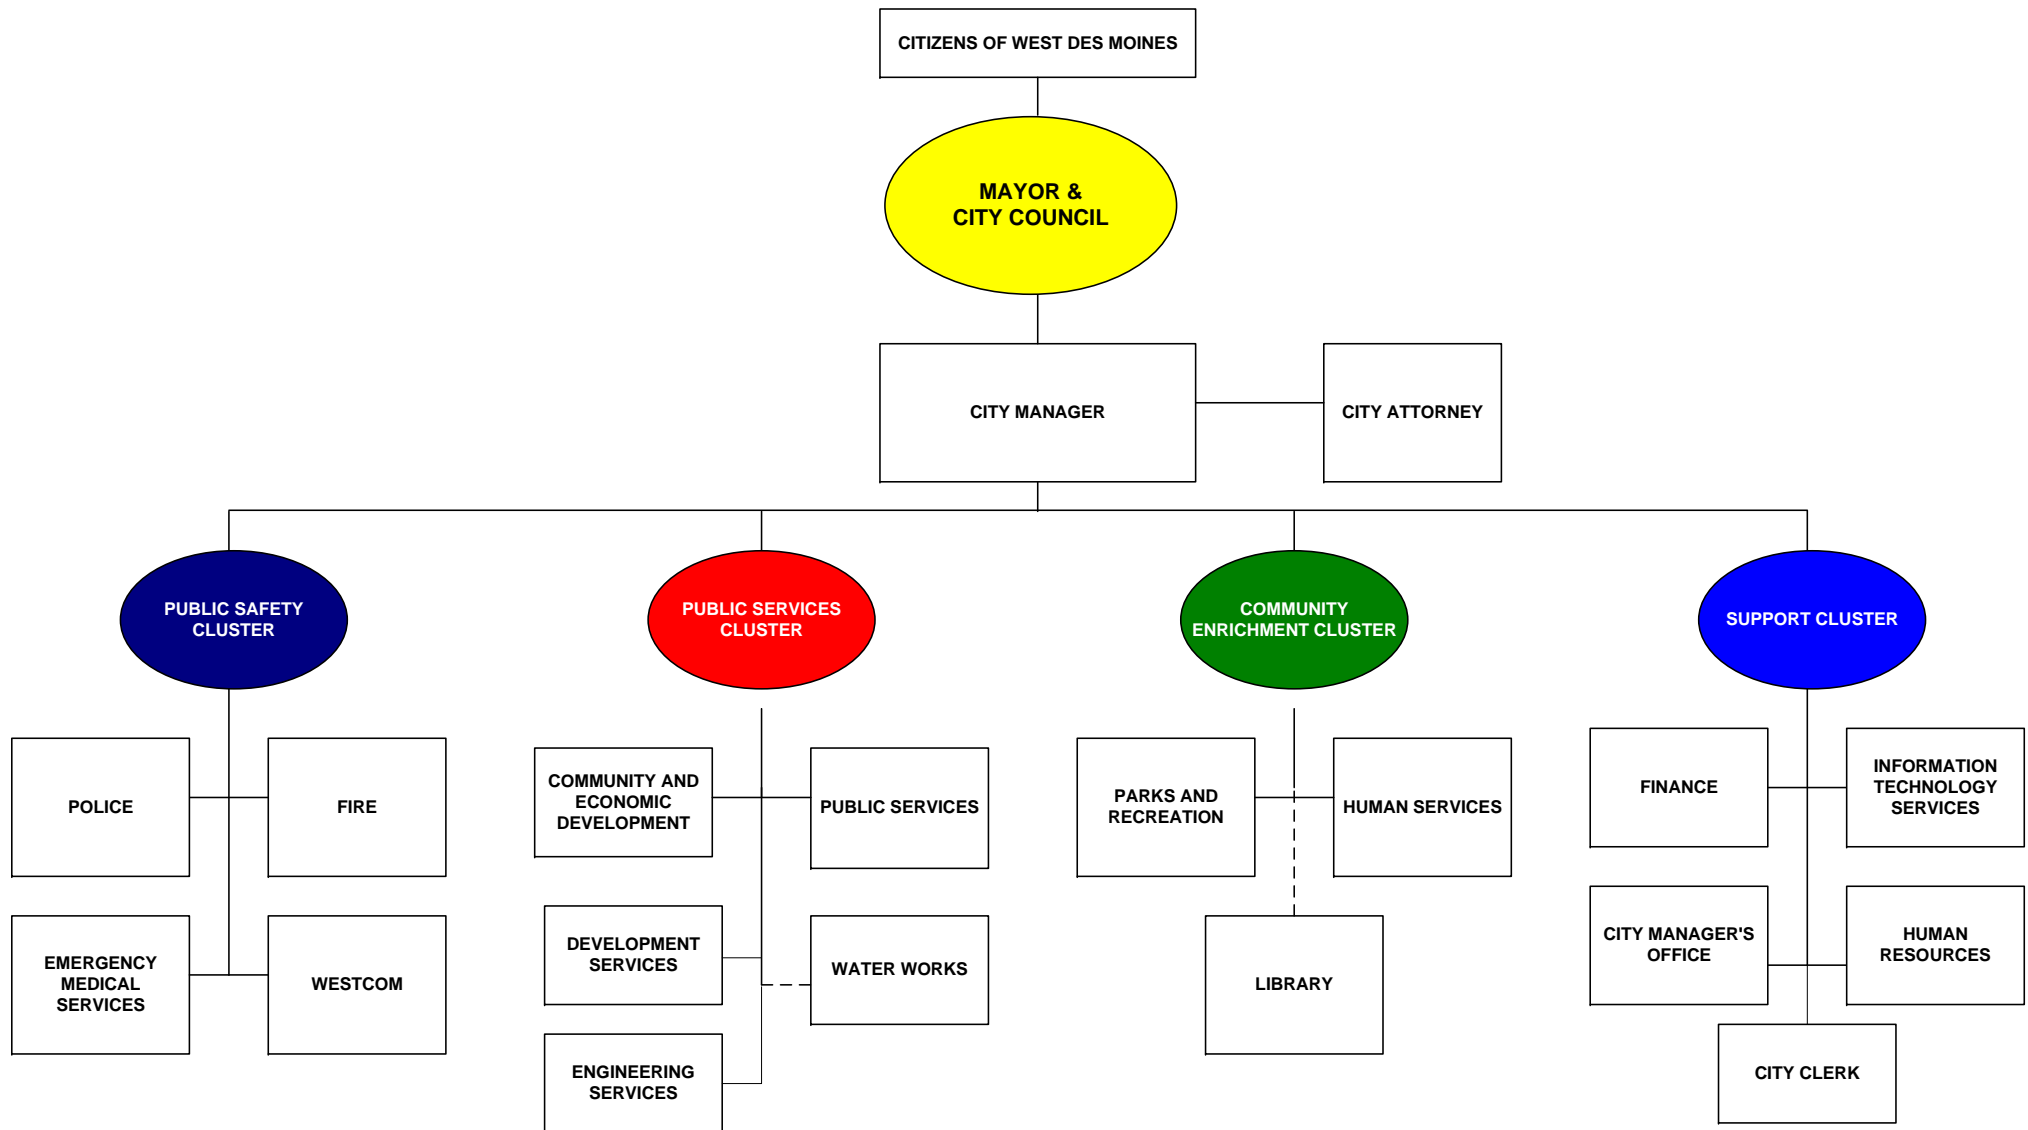 CITIZENS OF WEST DES MOINES
MAYOR &
CITY COUNCIL
CITY MANAGER
CITY ATTORNEY
PUBLIC SAFETY
CLUSTER
PUBLIC SERVICES
CLUSTER
COMMUNITY
ENRICHMENT CLUSTER
SUPPORT CLUSTER
POLICE
FIRE
EMERGENCY
MEDICAL
SERVICES
WESTCOM
COMMUNITY AND
ECONOMIC
DEVELOPMENT
PUBLIC SERVICES
DEVELOPMENT
SERVICES
WATER WORKS
ENGINEERING
SERVICES
PARKS AND
RECREATION
HUMAN SERVICES
LIBRARY
FINANCE
INFORMATION
TECHNOLOGY
SERVICES
CITY MANAGER'S
OFFICE
HUMAN
RESOURCES
CITY CLERK